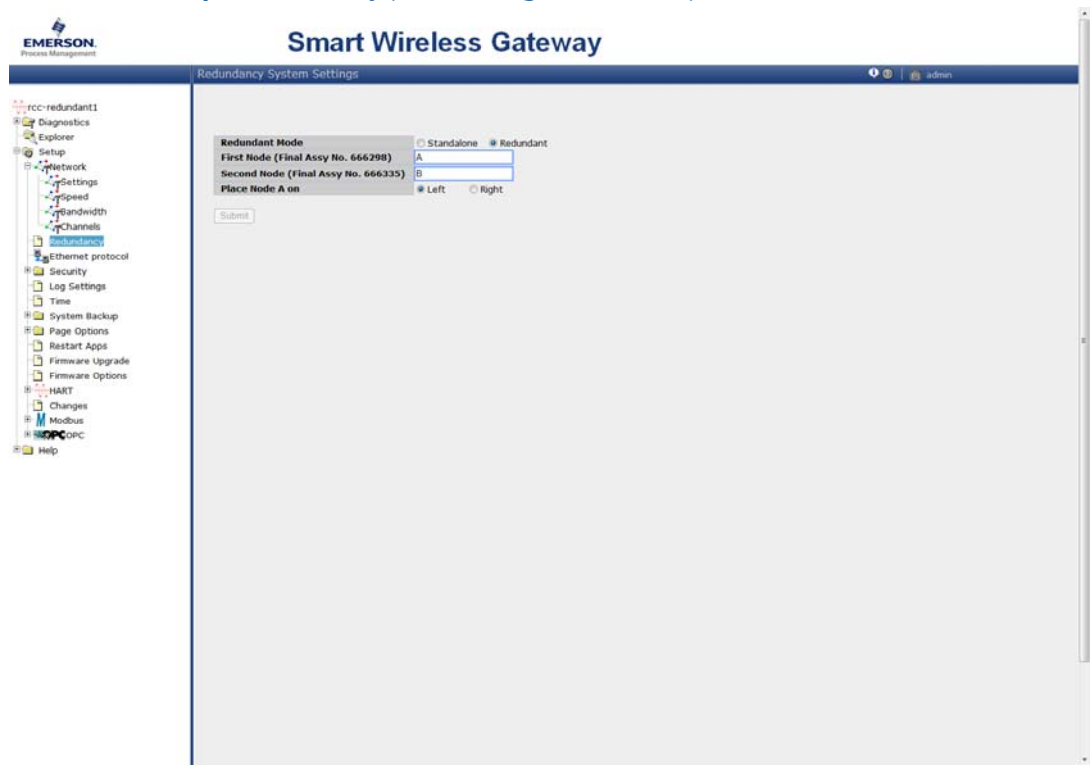 EMERSON.
Process Management
Smart Wireless Gateway
Redundancy System Settings
admin
rcc-redundant1
Diagnostics
Explorer
Setup
Network
Settings
Speed
Bandwidth
Channels
Redundancy
Ethernet protocol
Security
Log Settings
Time
System Backup
Page Options
Restart Apps
Firmware Upgrade
Firmware Options
HART
Changes
Modbus
OPC OPC
Help
Redundant Mode Standalone Redundant
First Node (Final Assy No. 666298) A
Second Node (Final Assy No. 666335) B
Place Node A on Left Right
Submit